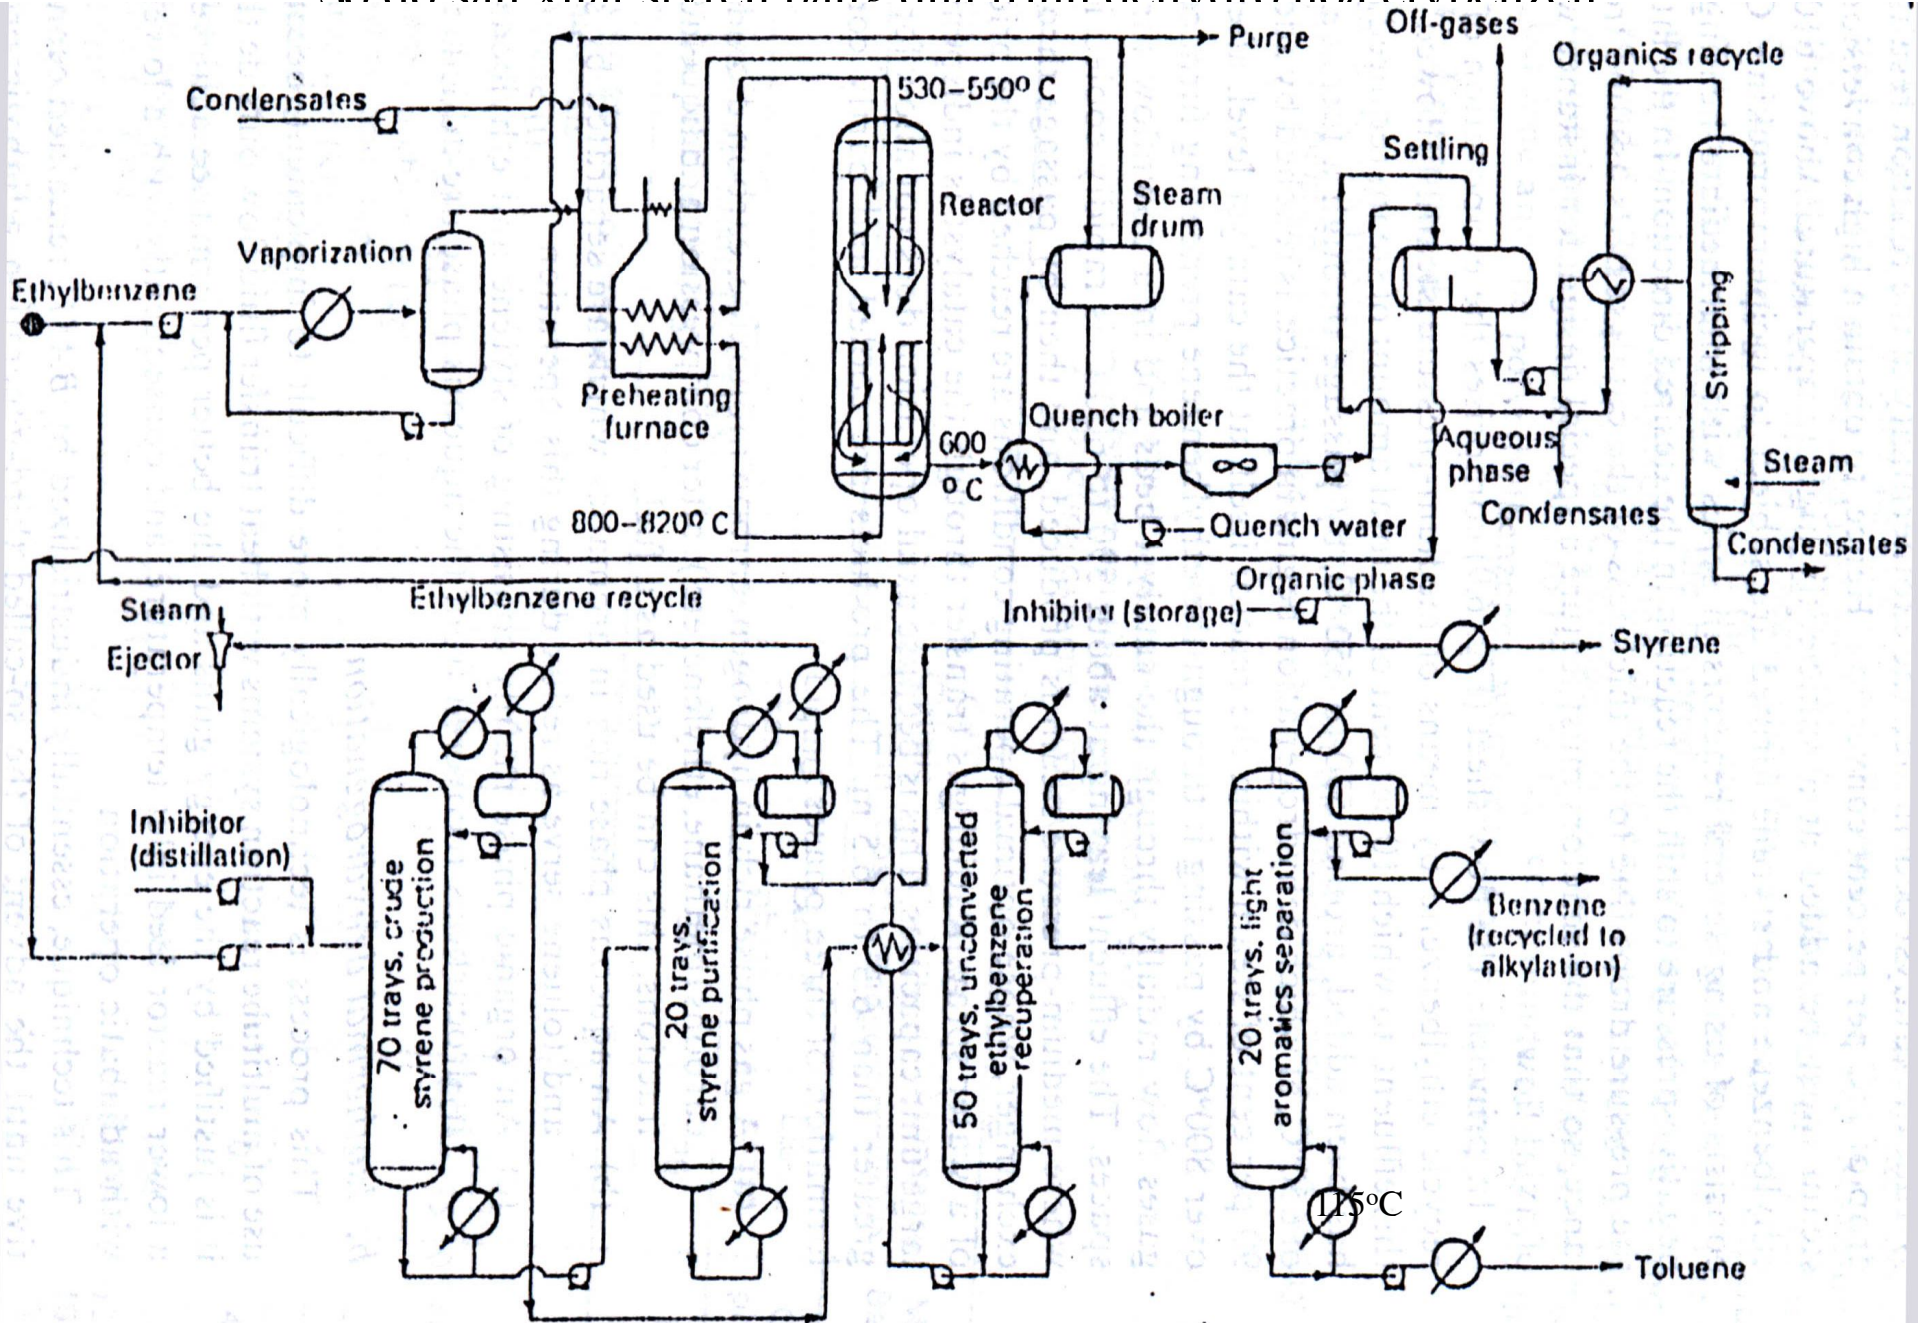 Purge
Off-gases
Organics recycle
Condensates
530–550º C
Settling
Reactor
Steam
drum
Vaporization
Ethylbenzene
Stripping
Preheating
furnace
Quench boiler
600
º C
Aqueous
phase
Steam
Condensates
800–820º C
Quench water
Condensates
Organic phase
Ethylbenzene recycle
Steam
Inhibitor (storage)
Ejector
Styrene
Inhibitor
(distillation)
70 trays, crude
styrene production
20 trays,
styrene purification
50 trays, unconverted
ethylbenzene
recuperation
20 trays, light
aromatics separation
Benzene
(recycled to
alkylation)
115ºC
Toluene